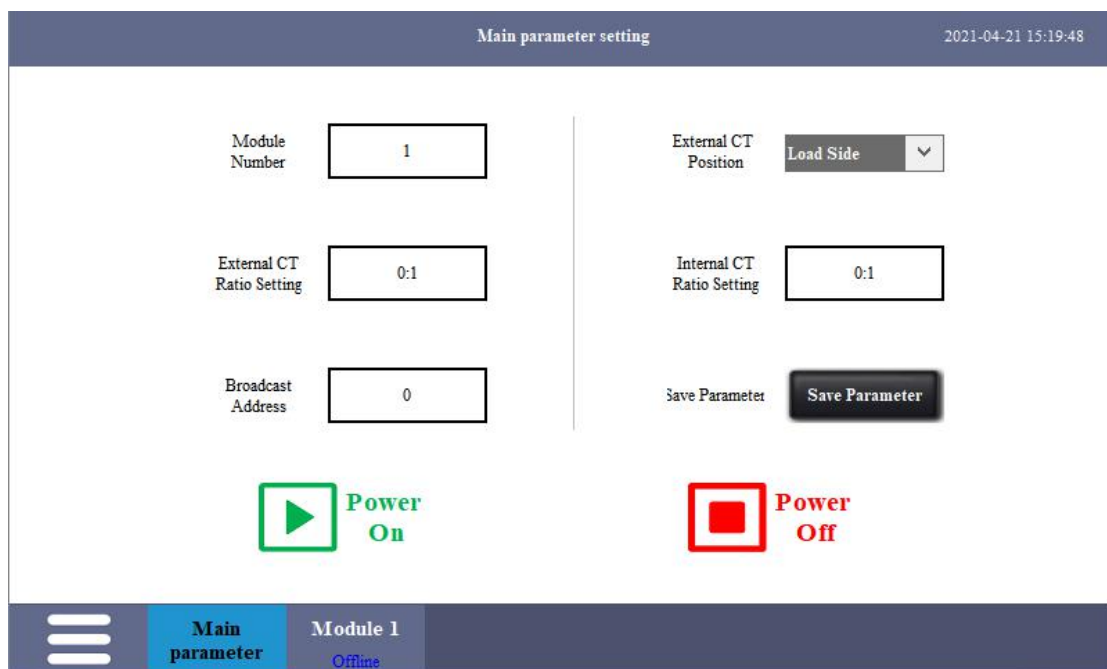 Main parameter setting
2021-04-21 15:19:48
Module
Number
1
External CT
Position
Load Side
External CT
Ratio Setting
0:1
Internal CT
Ratio Setting
0:1
Broadcast
Address
0
Save Parameter
Save Parameter
Power
On
Power
Off
Main
parameter
Module 1
Offline